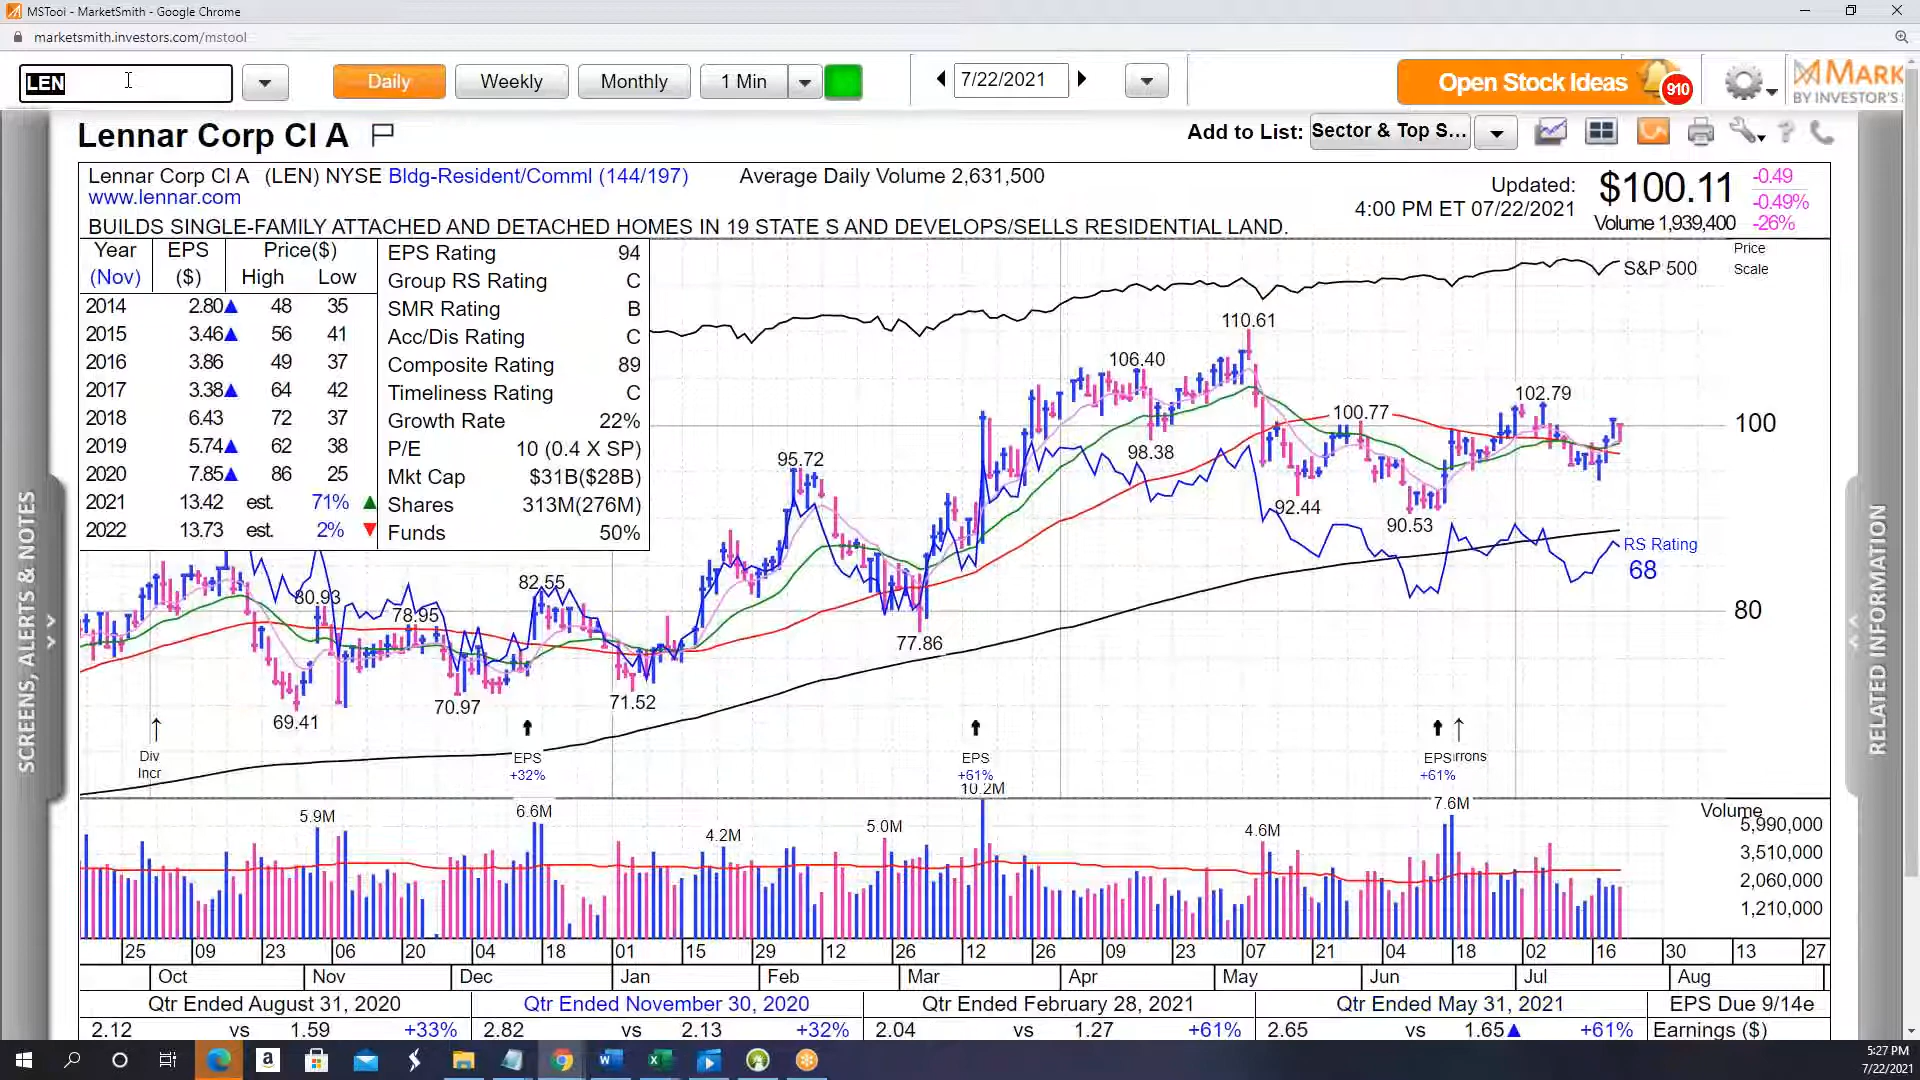 MSTool - MarketSmith - Google Chrome
marketsmith.investors.com/mstool
LEN
Daily
Weekly
Monthly
1 Min
7/22/2021
Open Stock Ideas
910
MARK
BY INVESTOR'S
Lennar Corp Cl A
Add to List:
Sector & Top S...
Lennar Corp Cl A (LEN) NYSE Bldg-Resident/Comml (144/197) Average Daily Volume 2,631,500
www.lennar.com
BUILDS SINGLE-FAMILY ATTACHED AND DETACHED HOMES IN 19 STATE S AND DEVELOPS/SELLS RESIDENTIAL LAND.
Updated:
4:00 PM ET 07/22/2021
$100.11
Volume 1,939,400
-0.49
-0.49%
-26%
Year EPS Price($)
(Nov) ($) High Low
2014 2.80 48 35
2015 3.46 56 41
2016 3.86 49 37
2017 3.38 64 42
2018 6.43 72 37
2019 5.74 62 38
2020 7.85 86 25
2021 13.42 est. 71%
2022 13.73 est. 2%
EPS Rating 94
Group RS Rating C
SMR Rating B
Acc/Dis Rating C
Composite Rating 89
Timeliness Rating C
Growth Rate 22%
P/E 10 (0.4 X SP)
Mkt Cap $31B($28B)
Shares 313M(276M)
Funds 50%
Price
Scale
S&P 500
110.61
106.40
102.79
100.77
100
98.38
95.72
92.44
90.53
RS Rating
68
82.55
80.93
78.95
80
77.86
71.52
70.97
69.41
Div
Incr
EPS
+32%
EPS
+61%
EPS
+61%
rrons
10.2M
7.6M
5.9M
6.6M
4.2M
5.0M
4.6M
Volume
5,990,000
3,510,000
2,060,000
1,210,000
25 09 23 06 20 04 18 01 15 29 12 26 12 26 09 23 07 21 04 18 02 16 30 13 27
Oct Nov Dec Jan Feb Mar Apr May Jun Jul Aug
Qtr Ended August 31, 2020 Qtr Ended November 30, 2020 Qtr Ended February 28, 2021 Qtr Ended May 31, 2021 EPS Due 9/14e
2.12 vs 1.59 +33% 2.82 vs 2.13 +32% 2.04 vs 1.27 +61% 2.65 vs 1.65 +61% Earnings ($)
SCREENS, ALERTS & NOTES
RELATED INFORMATION
5:27 PM
7/22/2021